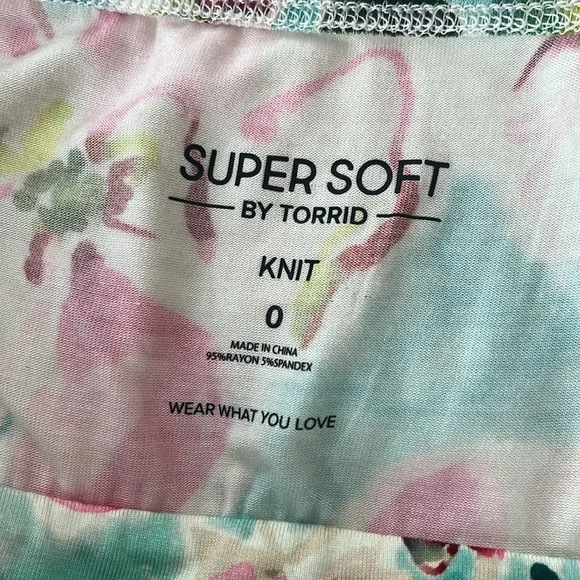 SUPER SOFT
BY TORRID
KNIT
0
MADE IN CHINA
95%RAYON 5%SPANDEX
WEAR WHAT YOU LOVE